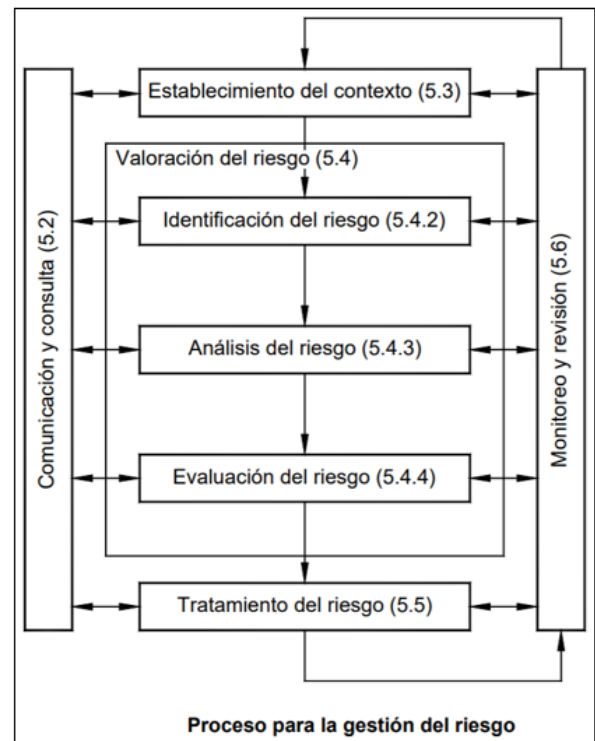 Establecimiento del contexto (5.3)
Valoración del riesgo (5.4)
Identificación del riesgo (5.4.2)
Análisis del riesgo (5.4.3)
Evaluación del riesgo (5.4.4)
Tratamiento del riesgo (5.5)
Comunicación y consulta (5.2)
Monitoreo y revisión (5.6)
Proceso para la gestión del riesgo